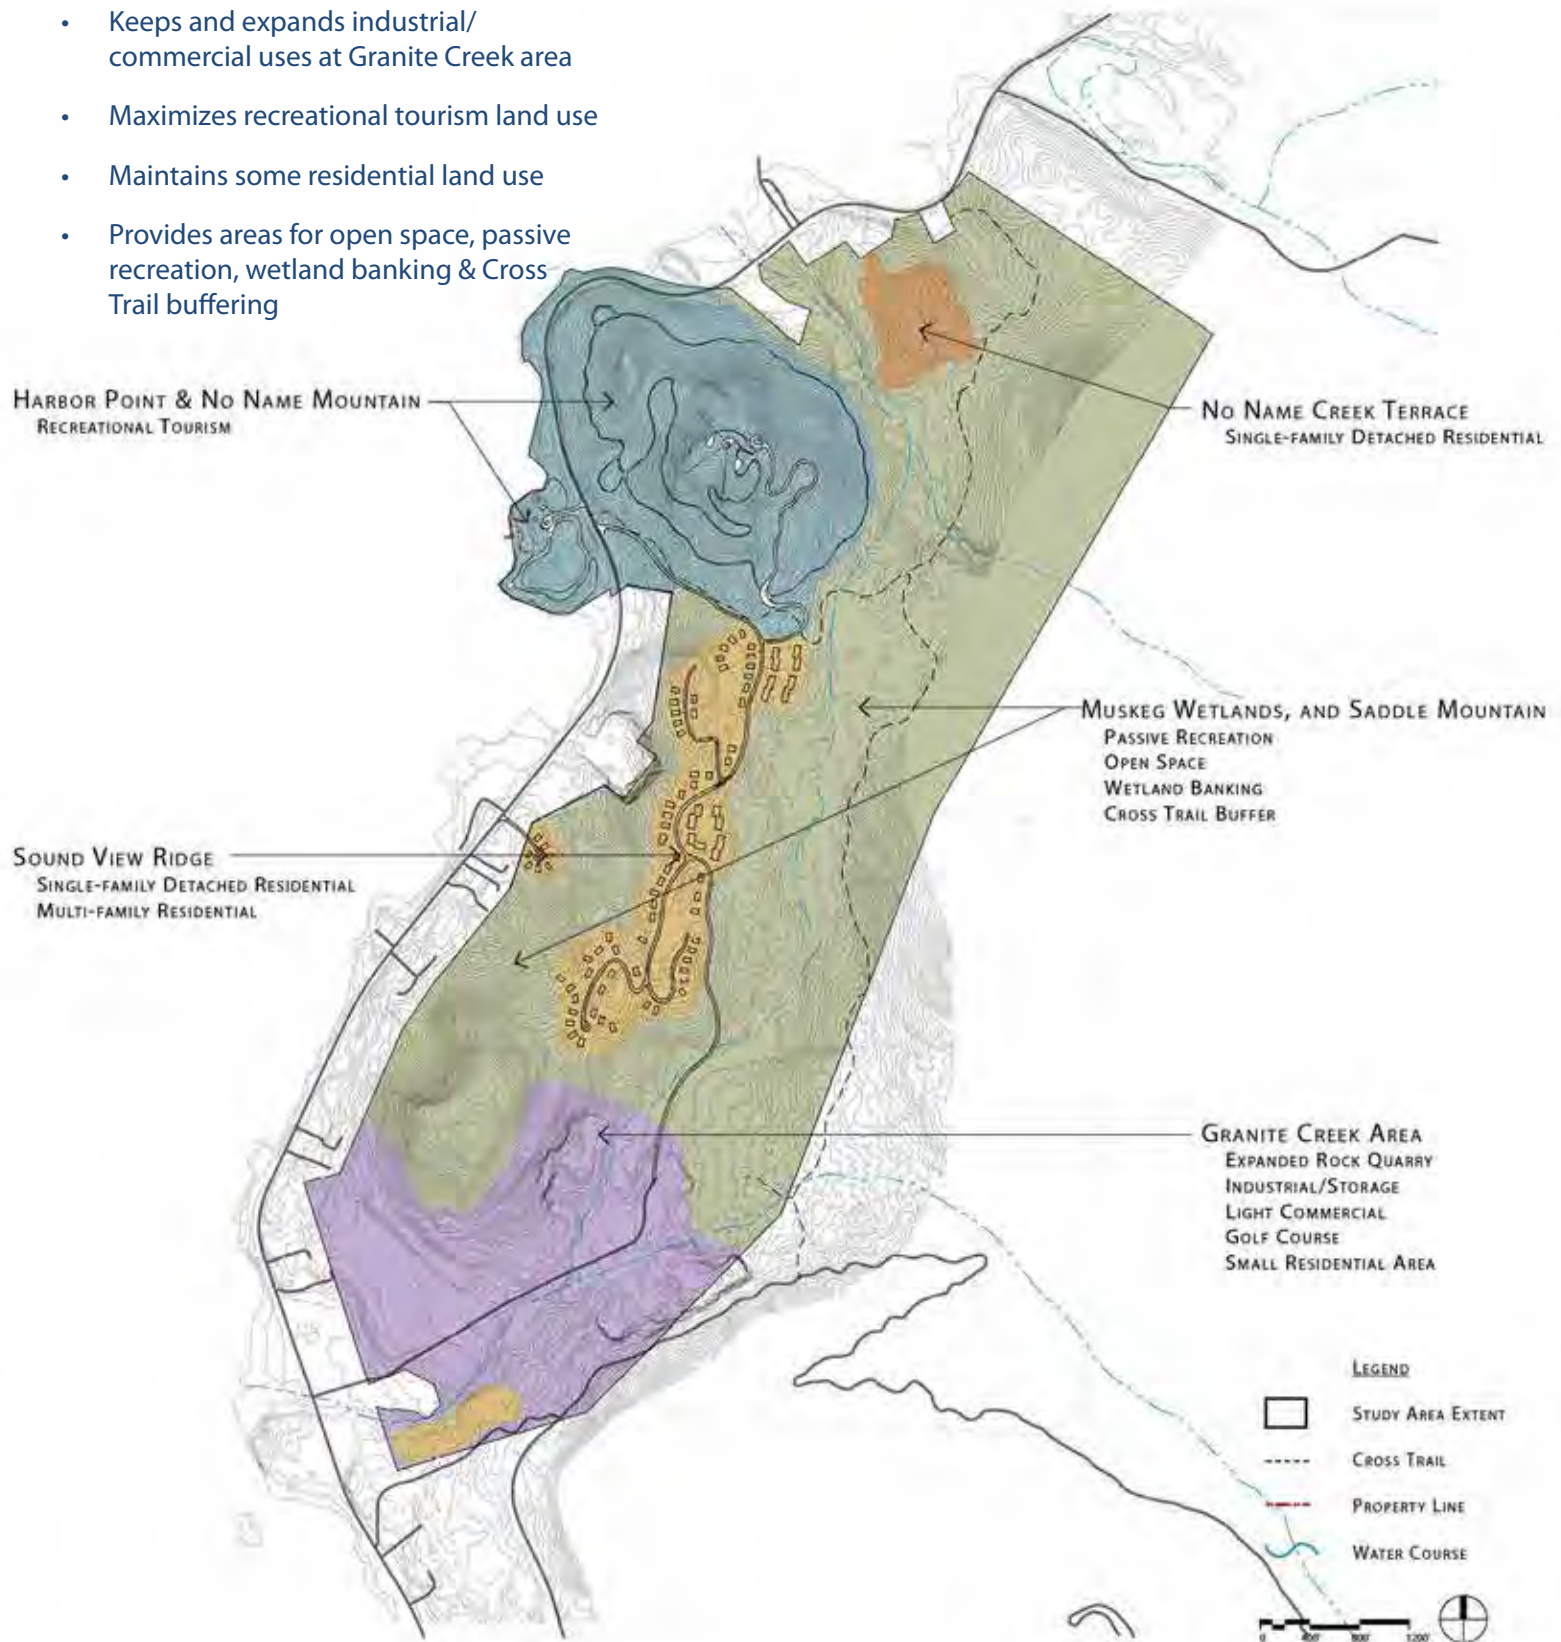 • Keeps and expands industrial/
commercial uses at Granite Creek area
• Maximizes recreational tourism land use
• Maintains some residential land use
• Provides areas for open space, passive
recreation, wetland banking & Cross
Trail buffering
Harbor Point & No Name Mountain
Recreational Tourism
No Name Creek Terrace
Single-family Detached Residential
Muskeg Wetlands, and Saddle Mountain
Passive Recreation
Open Space
Wetland Banking
Cross Trail Buffer
Sound View Ridge
Single-family Detached Residential
Multi-family Residential
Granite Creek Area
Expanded Rock Quarry
Industrial/Storage
Light Commercial
Golf Course
Small Residential Area
Legend
Study Area Extent
Cross Trail
Property Line
Water Course
0 400' 800' 1200'